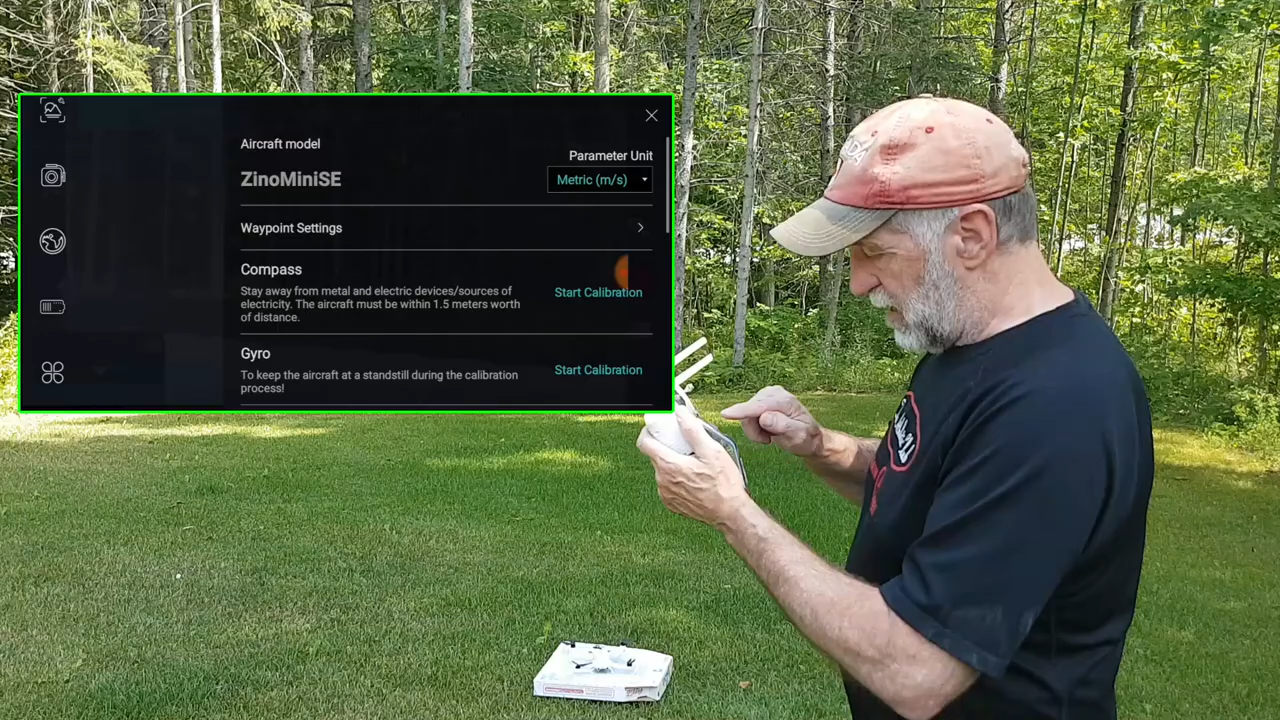 Aircraft model
Parameter Unit
ZinoMiniSE
Metric (m/s)
Waypoint Settings
Compass
Stay away from metal and electric devices/sources of
electricity. The aircraft must be within 1.5 meters worth
of distance.
Start Calibration
Gyro
To keep the aircraft at a standstill during the calibration
process!
Start Calibration